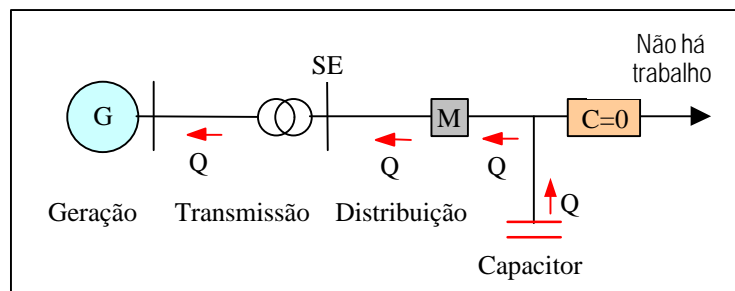 Não há
trabalho
SE
G
M
C=0
Q
Q
Q
Q
Geração
Transmissão
Distribuição
Capacitor